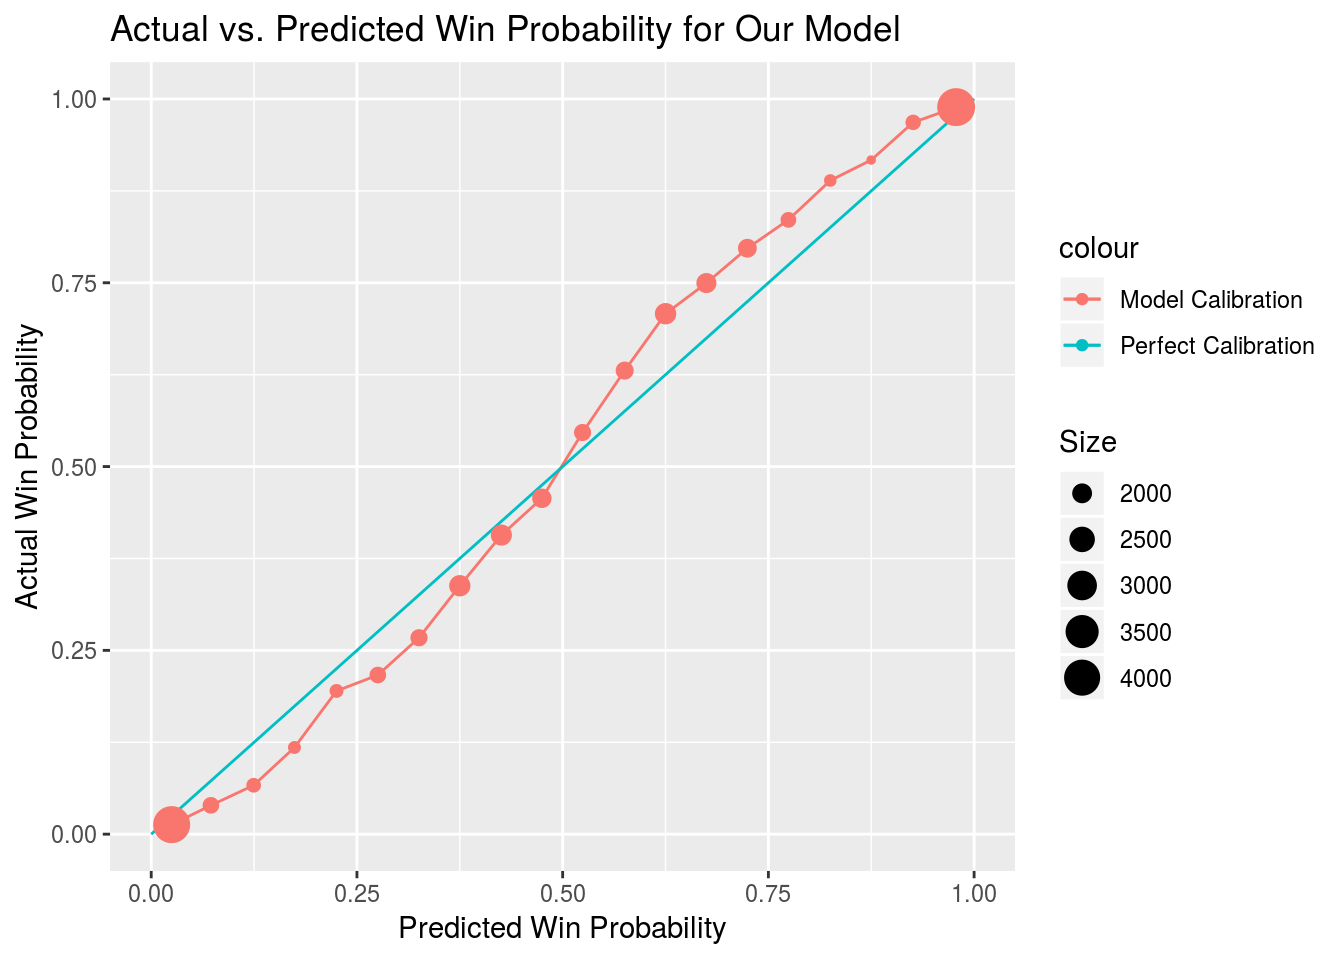 Actual vs. Predicted Win Probability for Our Model
Actual Win Probability
1.00
0.75
0.50
0.25
0.00
0.00 0.25 0.50 0.75 1.00
Predicted Win Probability
colour
Model Calibration
Perfect Calibration
Size
2000
2500
3000
3500
4000